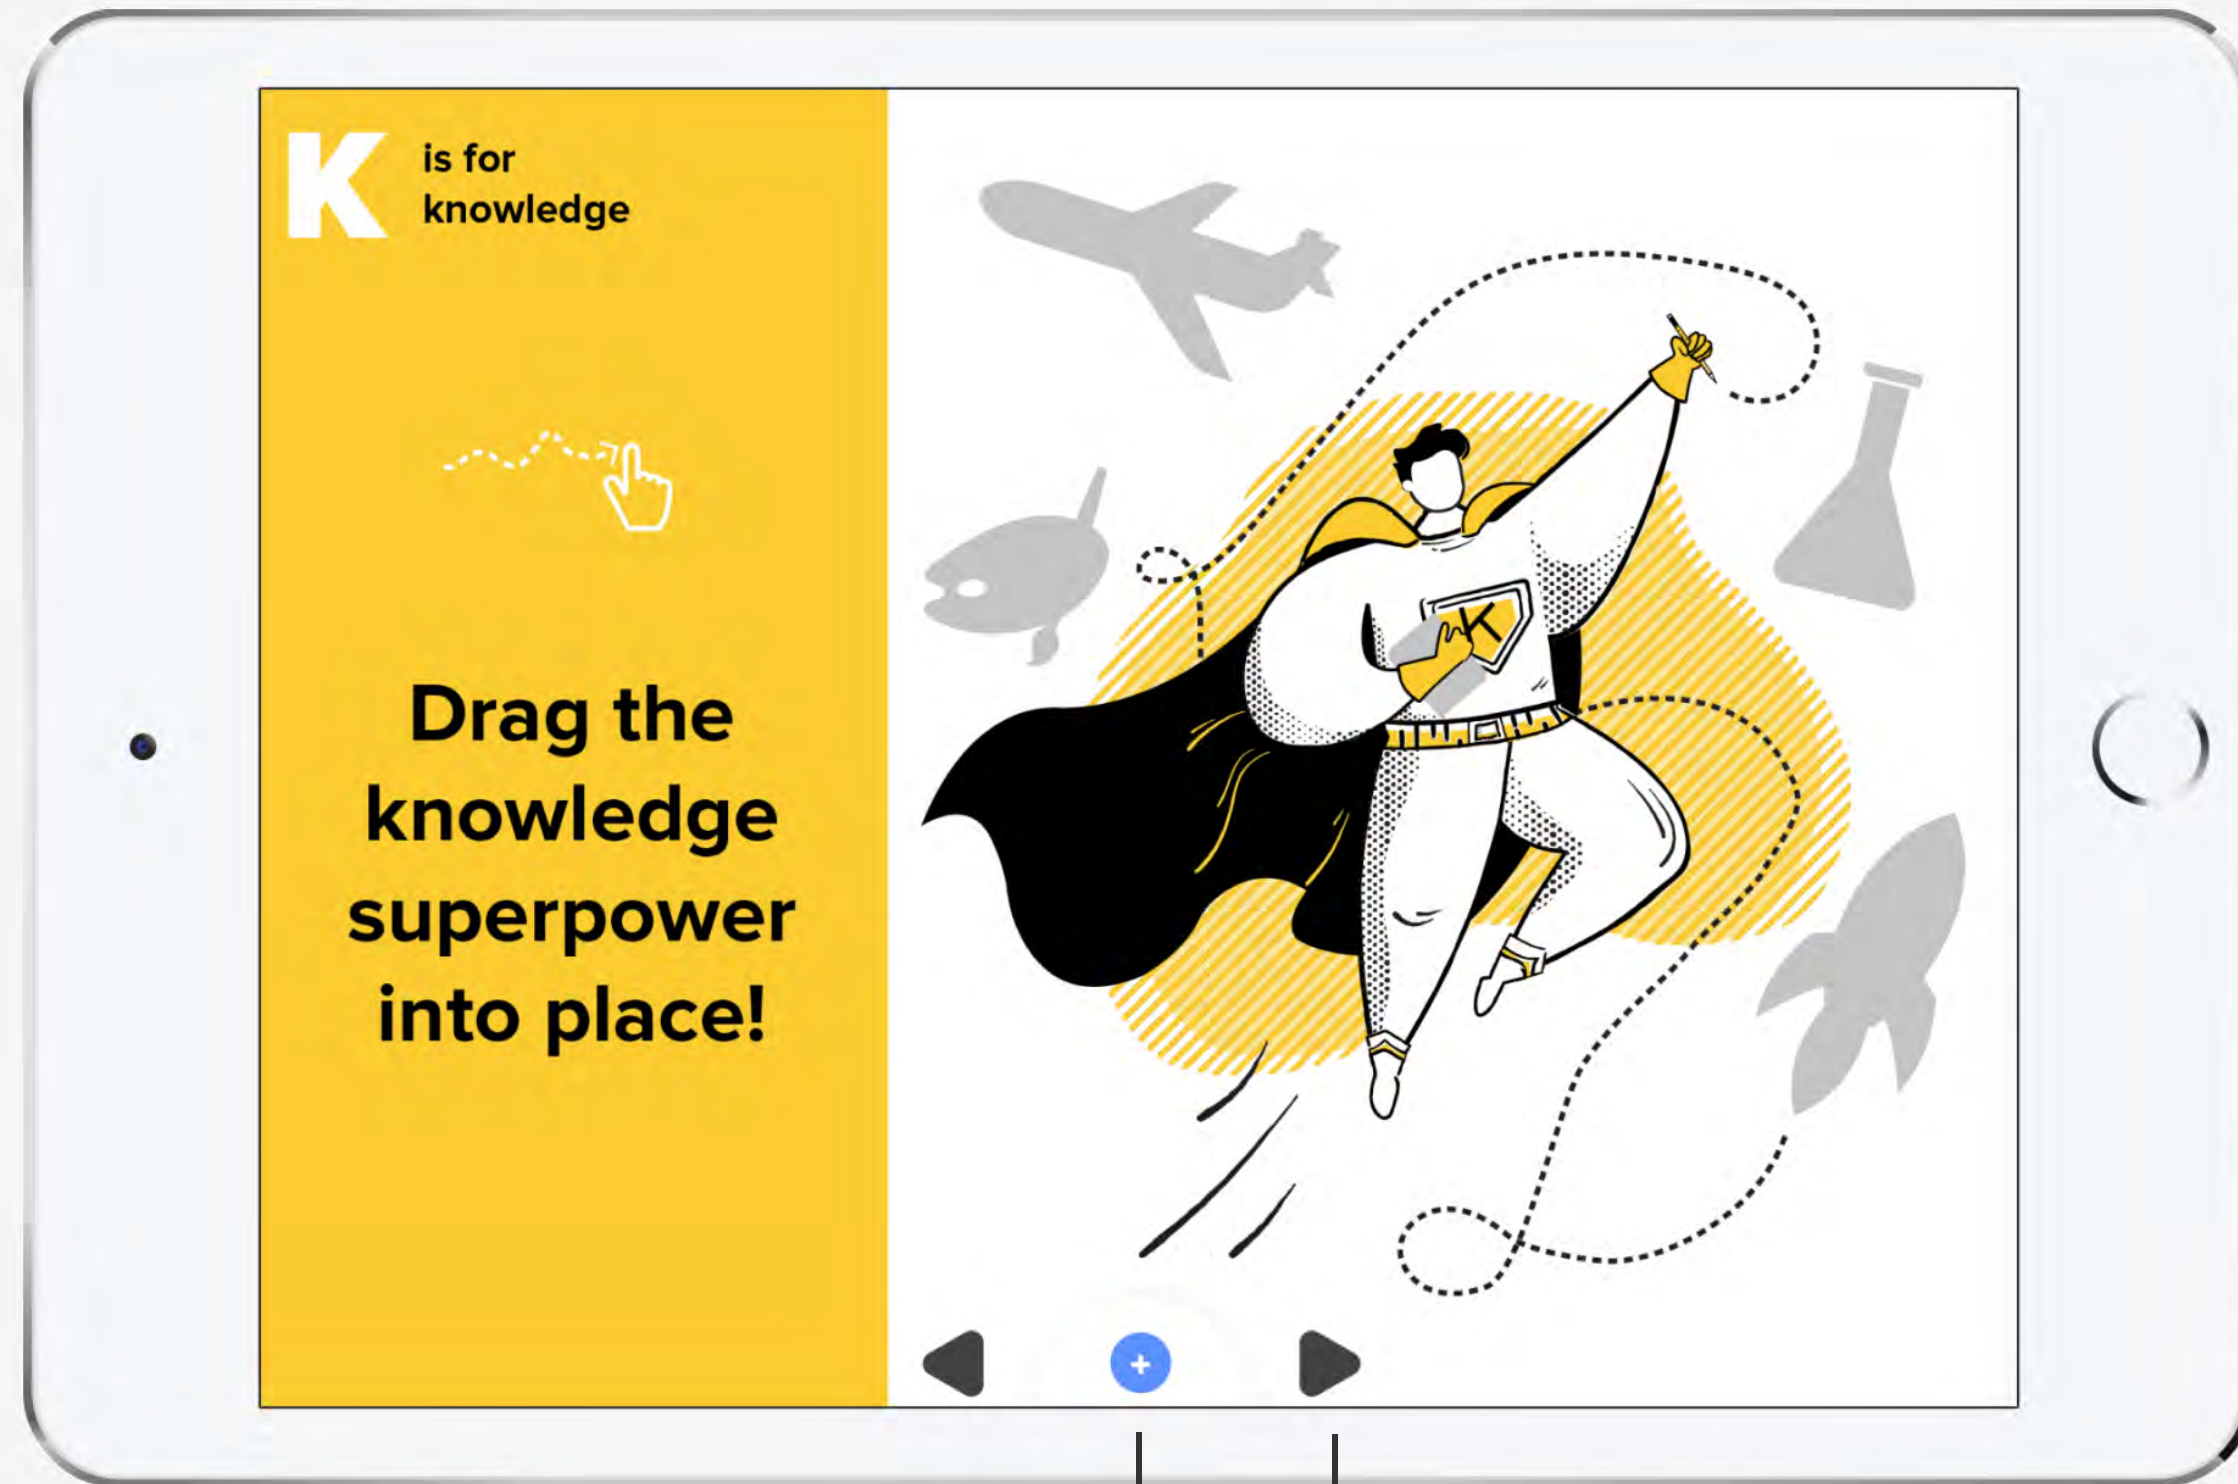 K
is for
knowledge
Drag the
knowledge
superpower
into place!
K
+